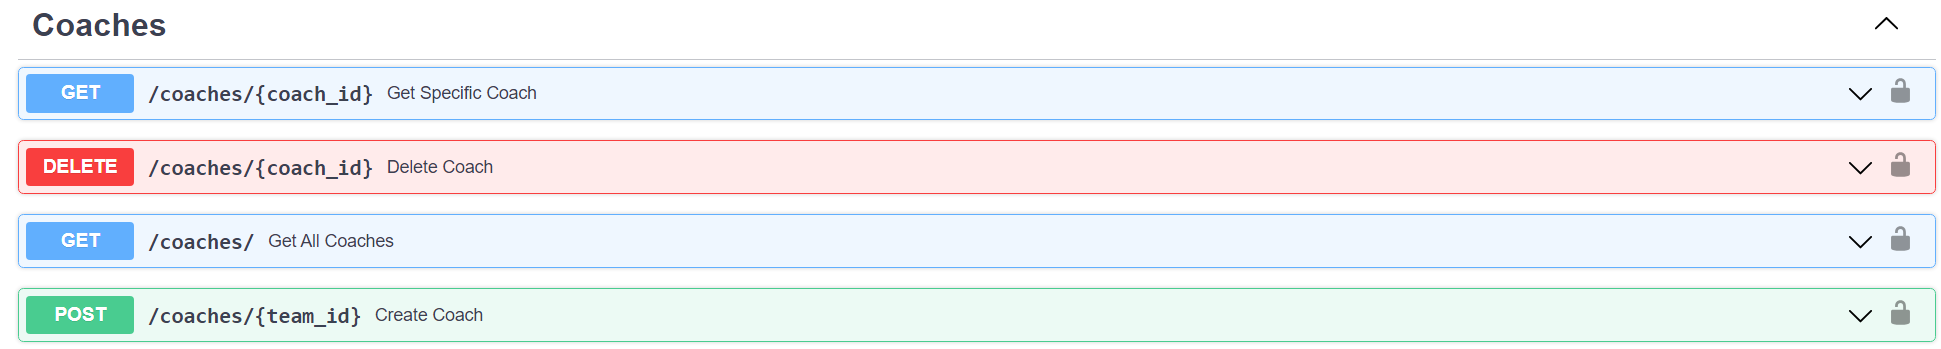 Coaches
GET /coaches/{coach_id} Get Specific Coach
DELETE /coaches/{coach_id} Delete Coach
GET /coaches/ Get All Coaches
POST /coaches/{team_id} Create Coach